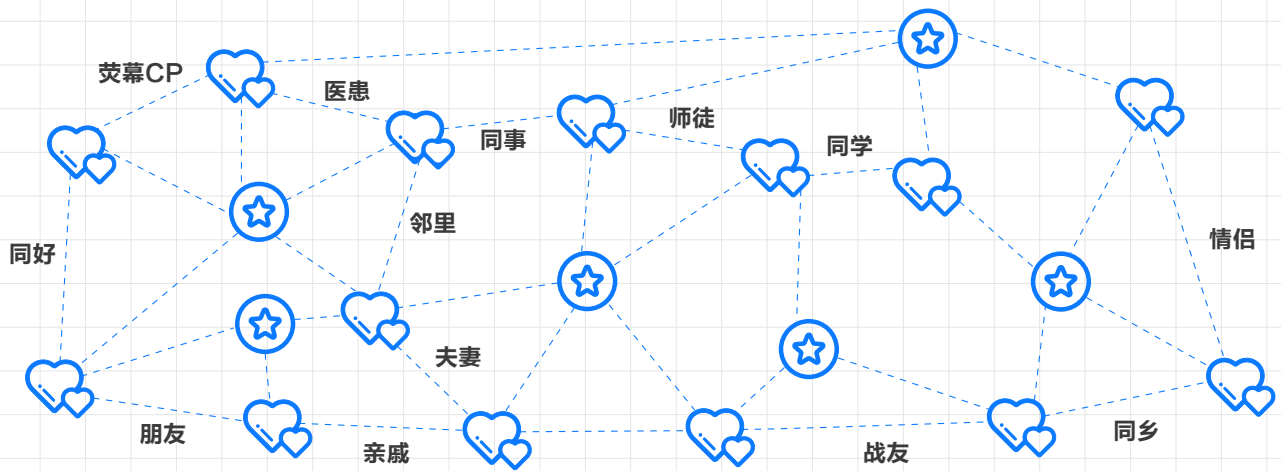 荧幕CP
医患
师徒
同事
同学
邻里
情侣
同好
夫妻
朋友
亲戚
战友
同乡